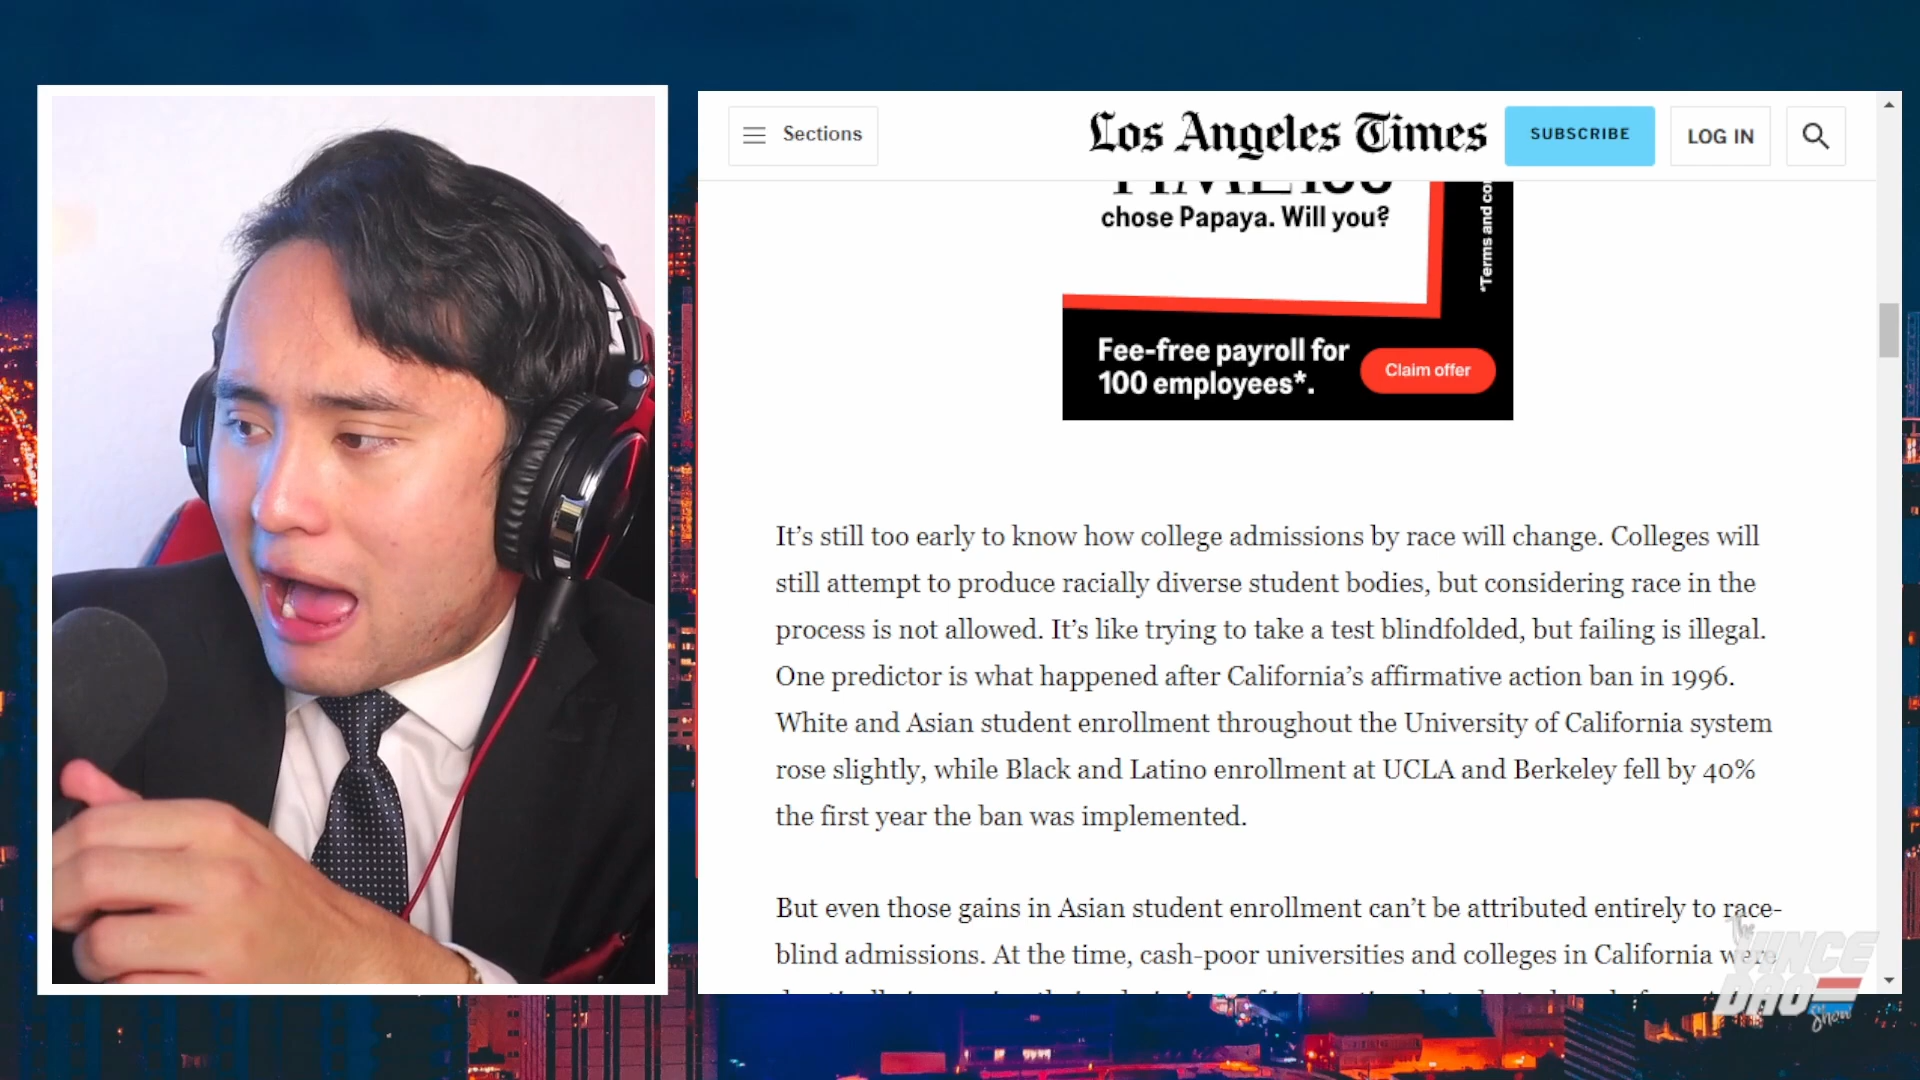 Sections
Los Angeles Times
SUBSCRIBE
LOG IN
chose Papaya. Will you?
*Terms and
Fee-free payroll for
100 employees*.
Claim offer
It’s still too early to know how college admissions by race will change. Colleges will
still attempt to produce racially diverse student bodies, but considering race in the
process is not allowed. It’s like trying to take a test blindfolded, but failing is illegal.
One predictor is what happened after California’s affirmative action ban in 1996.
White and Asian student enrollment throughout the University of California system
rose slightly, while Black and Latino enrollment at UCLA and Berkeley fell by 40%
the first year the ban was implemented.
But even those gains in Asian student enrollment can’t be attributed entirely to race-
blind admissions. At the time, cash-poor universities and colleges in California were
The
VINCE
DAO
Show